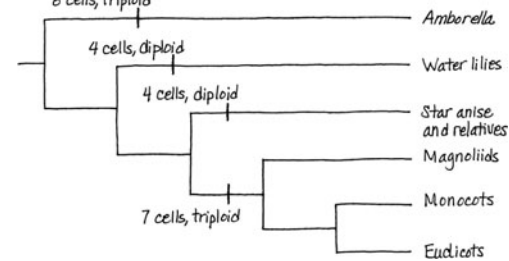 cells, triploid
Amborella
4 cells, diploid
Water lilies
4 cells, diploid
Star anise
and relatives
Magnoliids
7 cells, triploid
Monocots
Eudicots